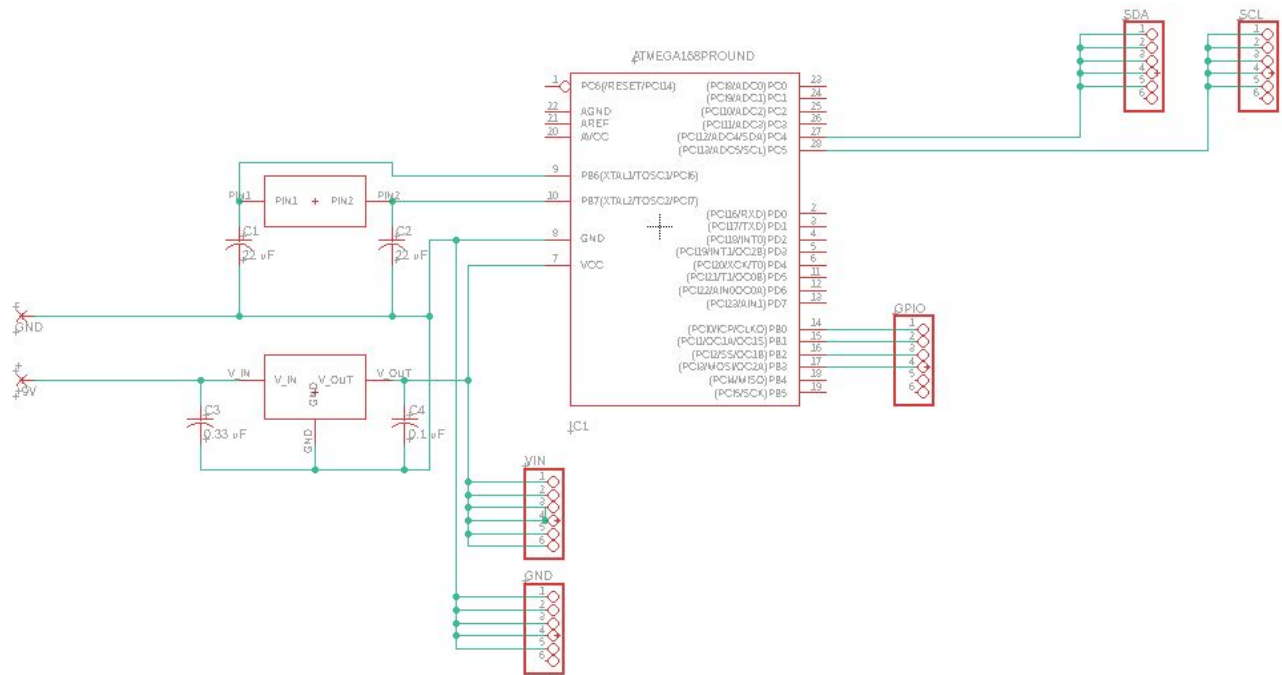 SDA
1
2
3
4
5
6
SCL
1
2
3
4
5
6
ATMEGA168PROUND
1 PC6(/RESET/PCI14)
22 AGND
21 AREF
20 AVCC
9 PB6(XTAL1/TOSC1/PCI6)
10 PB7(XTAL2/TOSC2/PCI7)
8 GND
7 VCC
(PCI8/ADC0)PC0 23
(PCI9/ADC1)PC1 24
(PCI10/ADC2)PC2 25
(PCI11/ADC3)PC3 26
(PCI12/ADC4/SDA)PC4 27
(PCI13/ADC5/SCL)PC5 28
(PCI16/RXD)PD0 2
(PCI17/TXD)PD1 3
(PCI18/INT0)PD2 4
(PCI19/INT1/OC2B)PD3 5
(PCI20/XCK/T0)PD4 6
(PCI21/T1/OC0B)PD5 11
(PCI22/AIN0OC0A)PD6 12
(PCI23/AIN1)PD7 13
(PCI0/ICP/CLKO)PB0 14
(PCI1/OC1A/OC1S)PB1 15
(PCI2/SS/OC1B)PB2 16
(PCI3/MOSI/OC2A)PB3 17
(PCI4/MISO)PB4 18
(PCI5/SCK)PB5 19
IC1
PIN1 PIN1 PIN2 PIN2
C1
22 uF
C2
22 uF
GND
+9V
V_IN V_IN V_OUT V_OUT
GND
GND
C3
0.33 uF
C4
0.1 uF
GPIO
1
2
3
4
5
6
VIN
1
2
3
4
5
6
GND
1
2
3
4
5
6